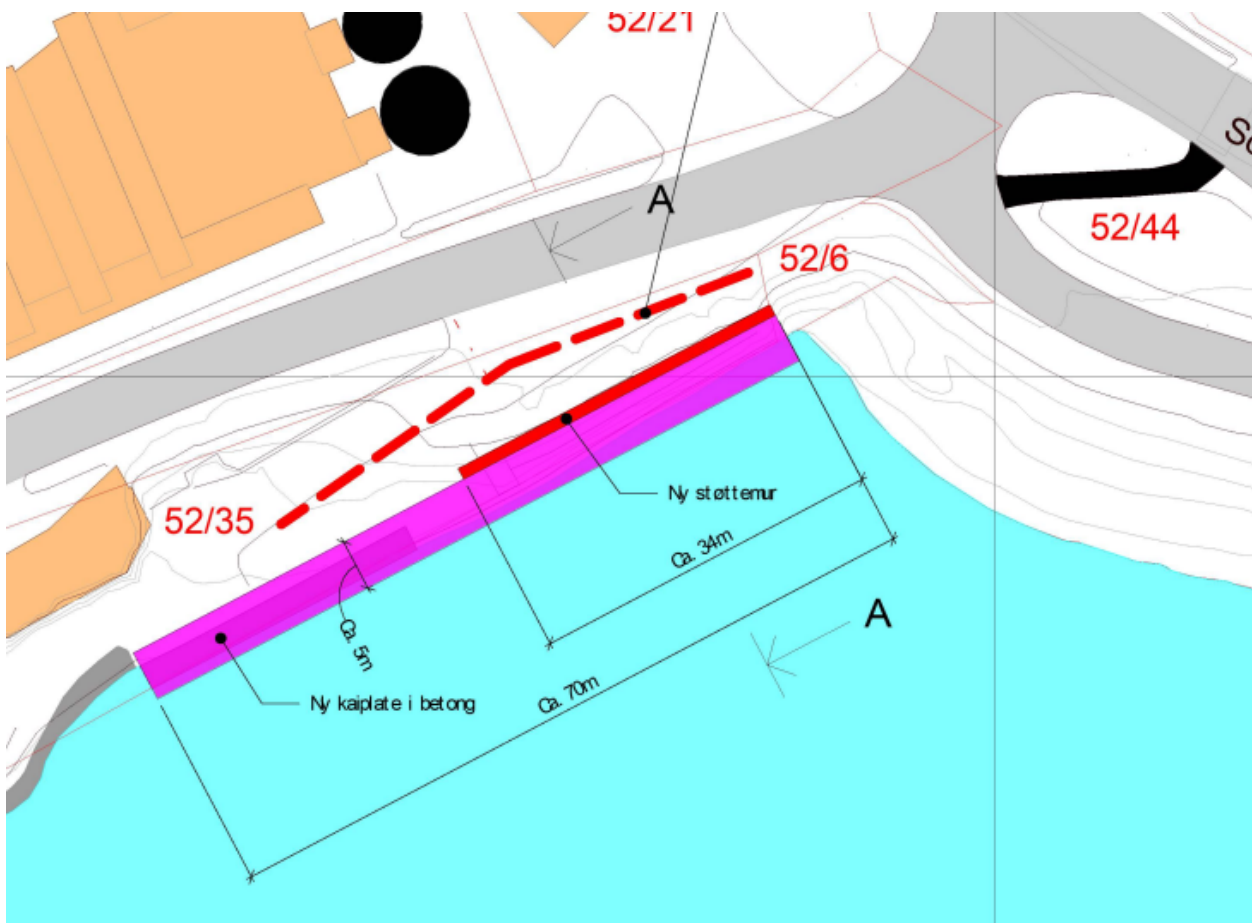 52/21
A
52/44
52/6
Ny støttemur
52/35
Ca. 34m
Ca. 5m
A
Ca. 70m
Ny kaiplate i betong